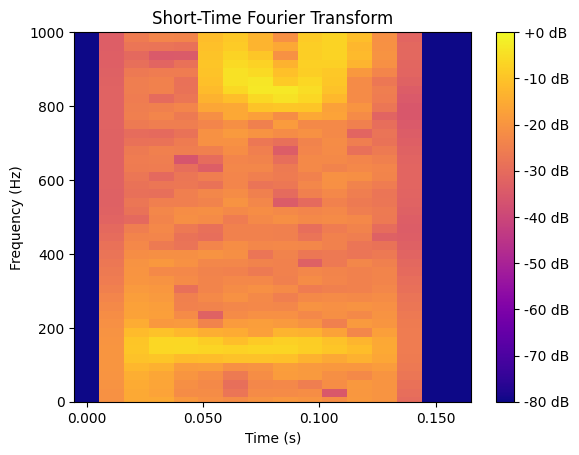 Short-Time Fourier Transform
Frequency (Hz)
1000
800
600
400
200
0
0.000
0.050
0.100
0.150
Time (s)
+0 dB
-10 dB
-20 dB
-30 dB
-40 dB
-50 dB
-60 dB
-70 dB
-80 dB